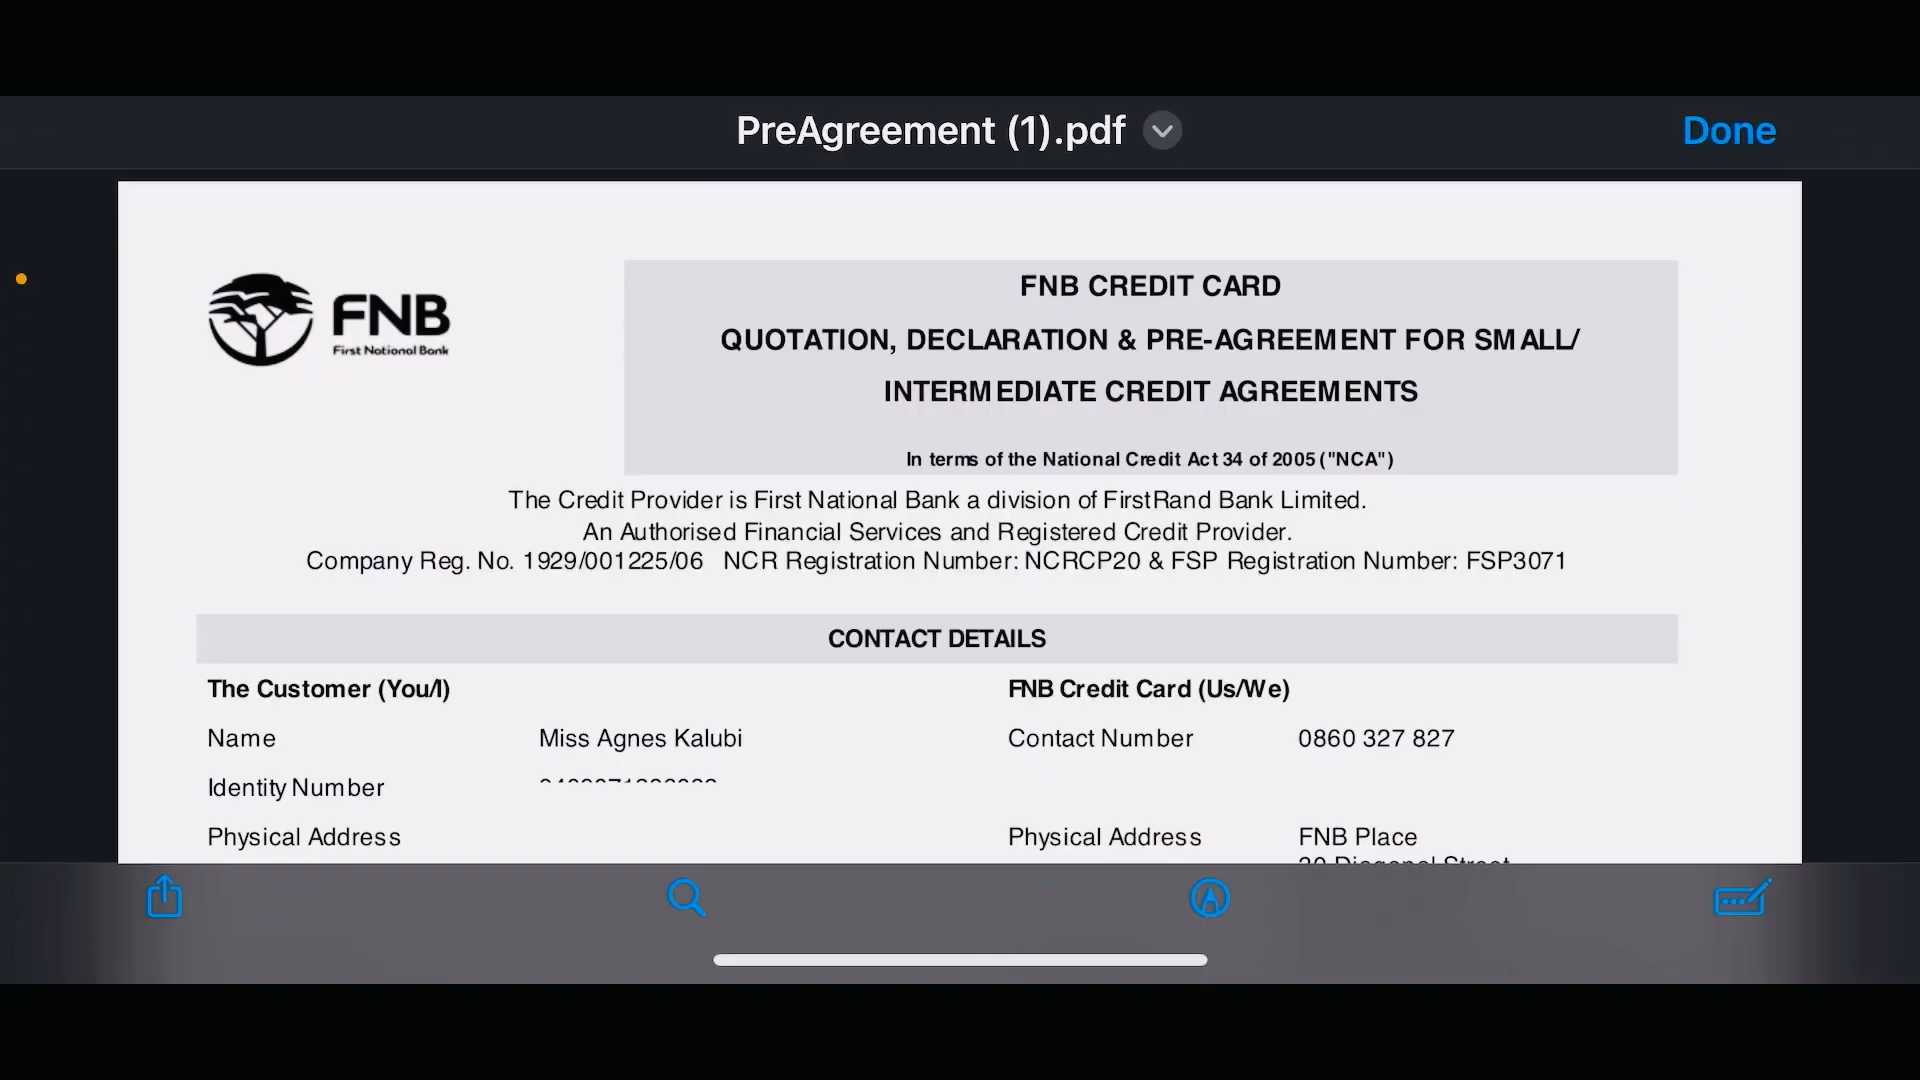 PreAgreement (1).pdf
Done
FNB
First National Bank
FNB CREDIT CARD
QUOTATION, DECLARATION & PRE-AGREEMENT FOR SMALL/
INTERMEDIATE CREDIT AGREEMENTS
In terms of the National Credit Act 34 of 2005 ("NCA")
The Credit Provider is First National Bank a division of FirstRand Bank Limited.
An Authorised Financial Services and Registered Credit Provider.
Company Reg. No. 1929/001225/06 NCR Registration Number: NCRCP20 & FSP Registration Number: FSP3071
CONTACT DETAILS
The Customer (You/I) FNB Credit Card (Us/We)
Name Miss Agnes Kalubi Contact Number 0860 327 827
Identity Number
Physical Address Physical Address FNB Place